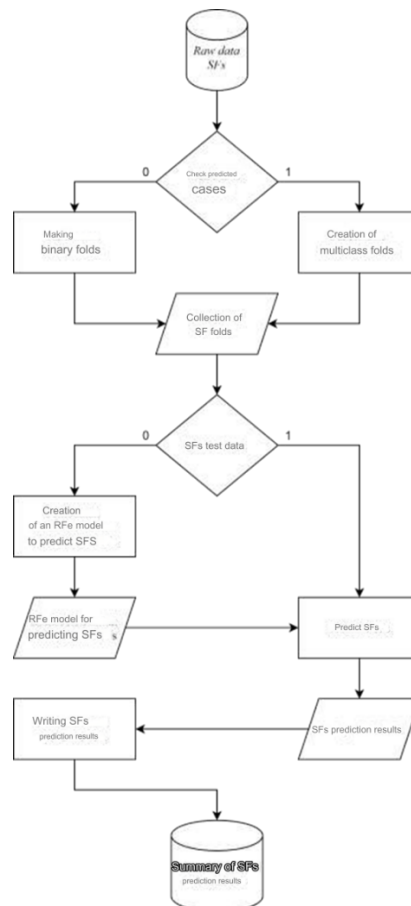 Raw data
SFs
0
Check predicted
1
cases
Making
binary folds
Creation of
multiclass folds
Collection of
SF folds
0
SFs test data
1
Creation
of an RFe model
to predict SFS
RFe model for
predicting SFs s
Predict SFs
Writing SFs
prediction results
SFs prediction results
Summary of SFs
prediction results